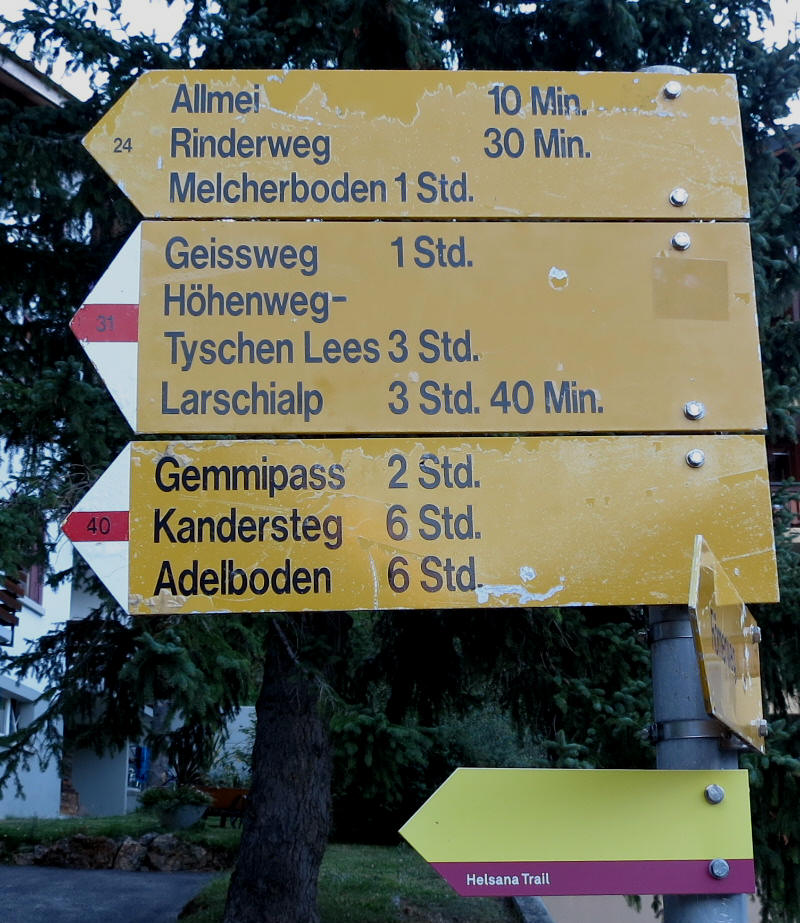 Allmei 10 Min.
24 Rinderweg 30 Min.
Melcherboden 1 Std.
Geissweg 1 Std.
Höhenweg-
31
Tyschen Lees 3 Std.
Larschialp 3 Std. 40 Min.
Gemmipass 2 Std.
40 Kandersteg 6 Std.
Adelboden 6 Std.
Helsana Trail